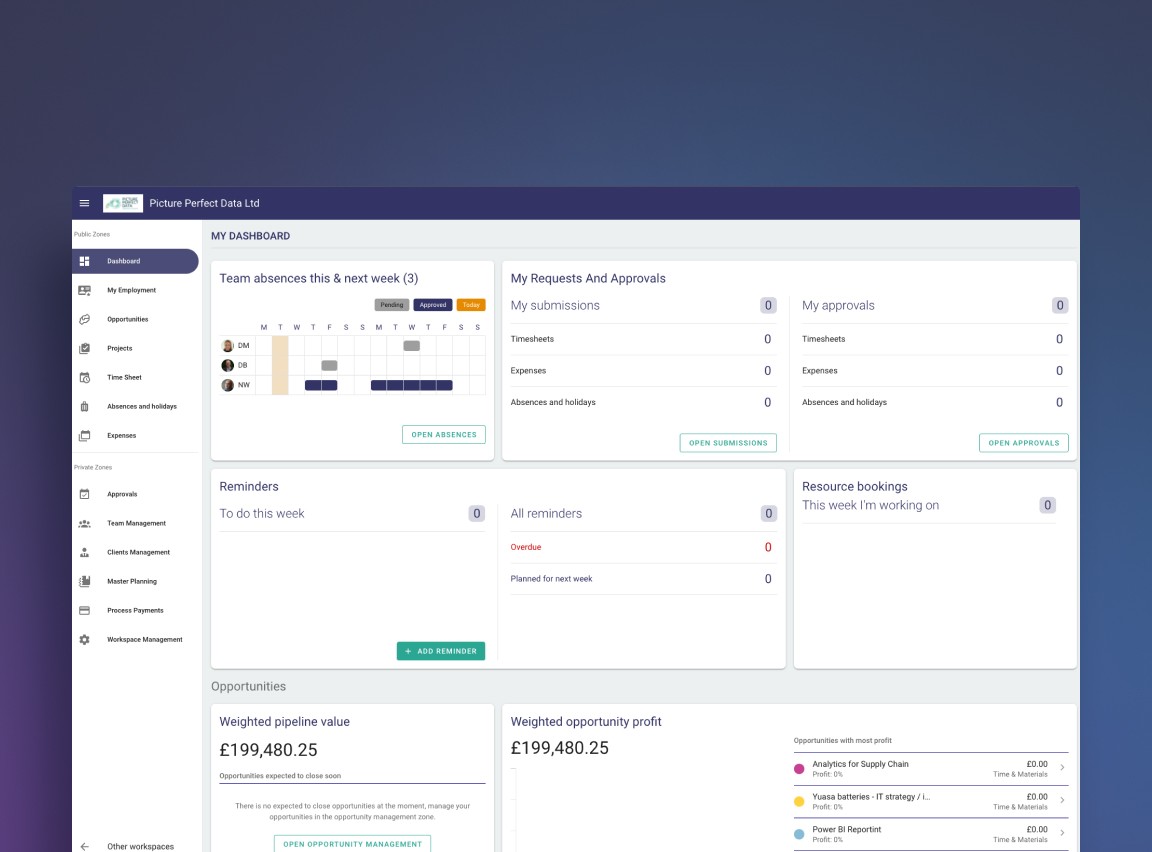 PICTURE
PERFECT
DATA
Picture Perfect Data Ltd
Public Zones
Dashboard
My Employment
Opportunities
Projects
Time Sheet
Absences and holidays
Expenses
Private Zones
Approvals
Team Management
Clients Management
Master Planning
Process Payments
Workspace Management
Other workspaces
MY DASHBOARD
Team absences this & next week (3)
Pending Approved Today
M T W T F S S M T W T F S S
DM
DB
NW
OPEN ABSENCES
My Requests And Approvals
My submissions 0
Timesheets 0
Expenses 0
Absences and holidays 0
OPEN SUBMISSIONS
My approvals 0
Timesheets 0
Expenses 0
Absences and holidays 0
OPEN APPROVALS
Reminders
To do this week 0
+ ADD REMINDER
All reminders 0
Overdue 0
Planned for next week 0
Resource bookings
This week I'm working on 0
Opportunities
Weighted pipeline value
£199,480.25
Opportunities expected to close soon
There is no expected to close opportunities at the moment, manage your
opportunities in the opportunity management zone.
OPEN OPPORTUNITY MANAGEMENT
Weighted opportunity profit
£199,480.25
Opportunities with most profit
Analytics for Supply Chain £0.00
Profit: 0% Time & Materials
Yuasa batteries - IT strategy / i... £0.00
Profit: 0% Time & Materials
Power BI Reportint £0.00
Profit: 0% Time & Materials